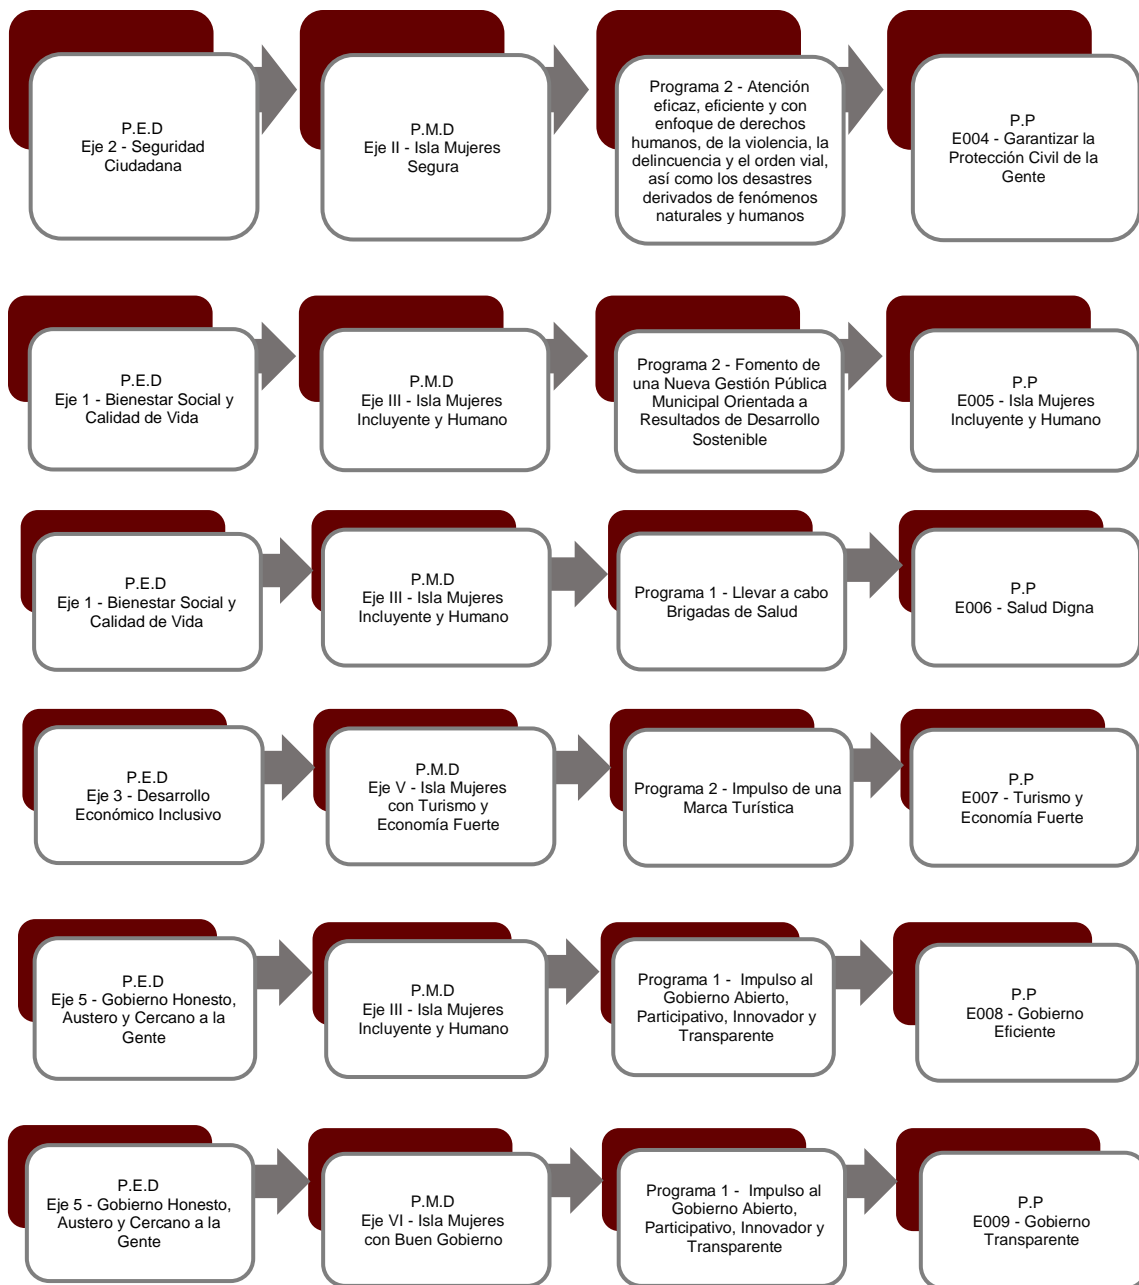 P.E.D
Eje 2 - Seguridad
Ciudadana
P.M.D
Eje II - Isla Mujeres
Segura
Programa 2 - Atención
eficaz, eficiente y con
enfoque de derechos
humanos, de la violencia, la
delincuencia y el orden vial,
así como los desastres
derivados de fenómenos
naturales y humanos
P.P
E004 - Garantizar la
Protección Civil de la
Gente
P.E.D
Eje 1 - Bienestar Social y
Calidad de Vida
P.M.D
Eje III - Isla Mujeres
Incluyente y Humano
Programa 2 - Fomento de
una Nueva Gestión Pública
Municipal Orientada a
Resultados de Desarrollo
Sostenible
P.P
E005 - Isla Mujeres
Incluyente y Humano
P.E.D
Eje 1 - Bienestar Social y
Calidad de Vida
P.M.D
Eje III - Isla Mujeres
Incluyente y Humano
Programa 1 - Llevar a cabo
Brigadas de Salud
P.P
E006 - Salud Digna
P.E.D
Eje 3 - Desarrollo
Económico Inclusivo
P.M.D
Eje V - Isla Mujeres
con Turismo y
Economía Fuerte
Programa 2 - Impulso de una
Marca Turística
P.P
E007 - Turismo y
Economía Fuerte
P.E.D
Eje 5 - Gobierno Honesto,
Austero y Cercano a la
Gente
P.M.D
Eje III - Isla Mujeres
Incluyente y Humano
Programa 1 - Impulso al
Gobierno Abierto,
Participativo, Innovador y
Transparente
P.P
E008 - Gobierno
Eficiente
P.E.D
Eje 5 - Gobierno Honesto,
Austero y Cercano a la
Gente
P.M.D
Eje VI - Isla Mujeres
con Buen Gobierno
Programa 1 - Impulso al
Gobierno Abierto,
Participativo, Innovador y
Transparente
P.P
E009 - Gobierno
Transparente